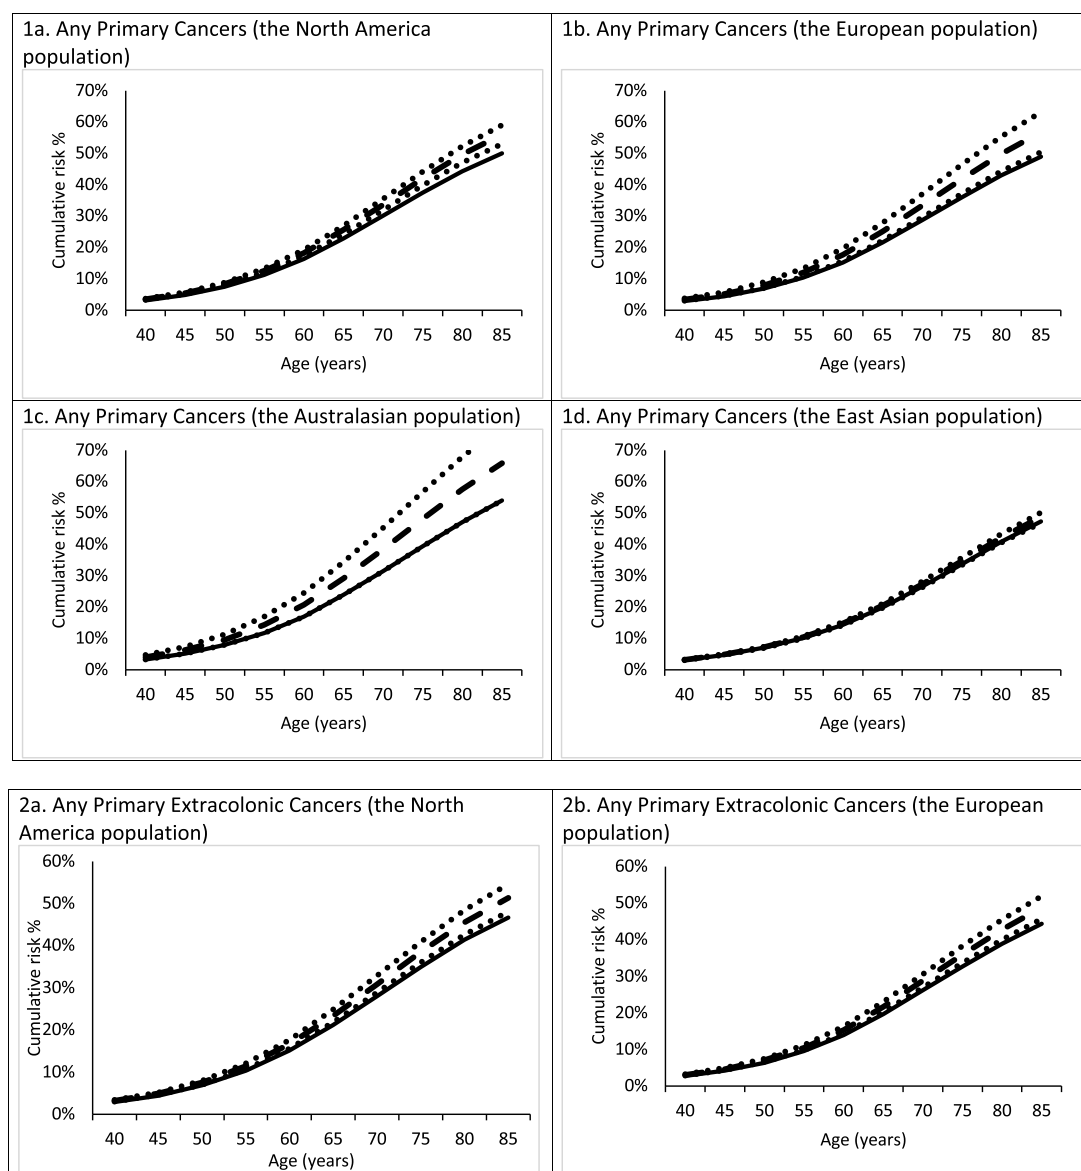 1a. Any Primary Cancers (the North America
population)
70%
60%
50%
40%
30%
20%
10%
0%
Cumulative risk %
40 45 50 55 60 65 70 75 80 85
Age (years)
1b. Any Primary Cancers (the European population)
70%
60%
50%
40%
30%
20%
10%
0%
Cumulative risk %
40 45 50 55 60 65 70 75 80 85
Age (years)
1c. Any Primary Cancers (the Australasian population)
70%
60%
50%
40%
30%
20%
10%
0%
Cumulative risk %
40 45 50 55 60 65 70 75 80 85
Age (years)
1d. Any Primary Cancers (the East Asian population)
70%
60%
50%
40%
30%
20%
10%
0%
Cumulative risk %
40 45 50 55 60 65 70 75 80 85
Age (years)
2a. Any Primary Extracolonic Cancers (the North
America population)
60%
50%
40%
30%
20%
10%
0%
Cumulative risk %
40 45 50 55 60 65 70 75 80 85
Age (years)
2b. Any Primary Extracolonic Cancers (the European
population)
60%
50%
40%
30%
20%
10%
0%
Cumulative risk %
40 45 50 55 60 65 70 75 80 85
Age (years)